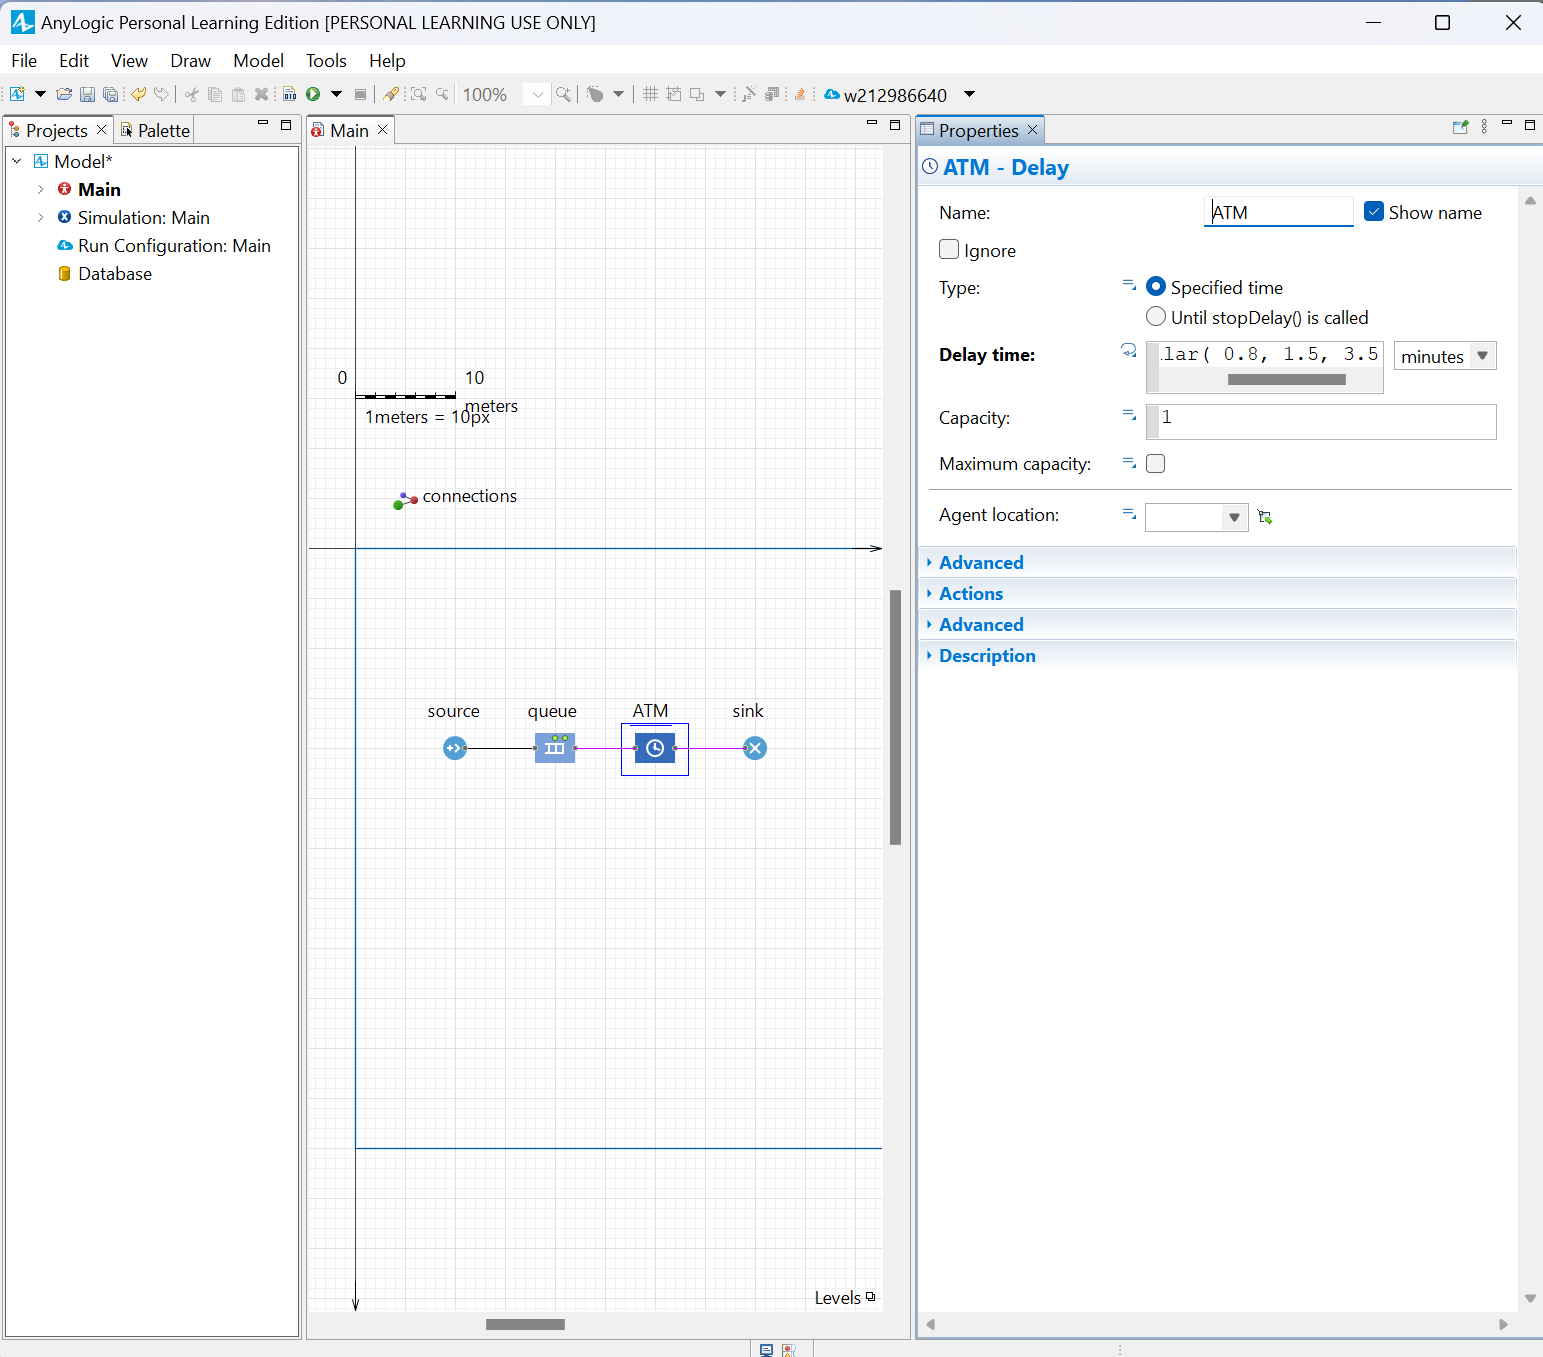 AnyLogic Personal Learning Edition [PERSONAL LEARNING USE ONLY]
File Edit View Draw Model Tools Help
100%
w212986640
Projects
Palette
Model*
Main
Simulation: Main
Run Configuration: Main
Database
Main
0
10
meters
1meters = 10px
connections
source
queue
ATM
sink
Levels
Properties
ATM - Delay
Name:
ATM
Show name
Ignore
Type:
Specified time
Until stopDelay() is called
Delay time:
lar( 0.8, 1.5, 3.5
minutes
Capacity:
1
Maximum capacity:
Agent location:
Advanced
Actions
Advanced
Description